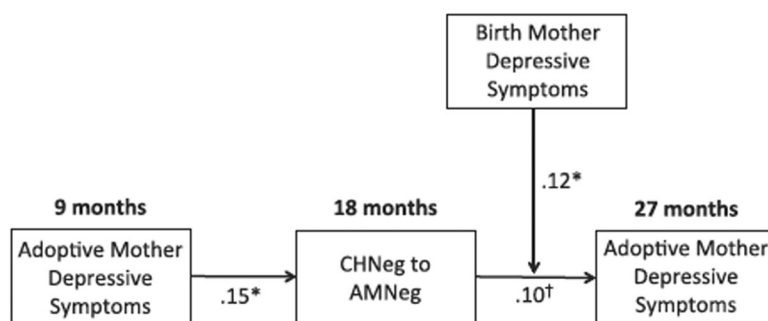 Birth Mother
Depressive
Symptoms
.12*
9 months
18 months
27 months
Adoptive Mother
Depressive
Symptoms
.15*
CHNeg to
AMNeg
.10†
Adoptive Mother
Depressive
Symptoms